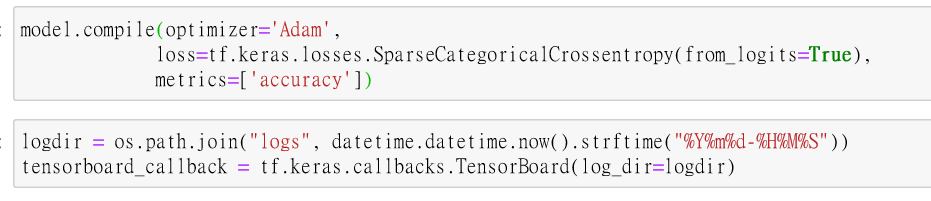 model.compile(optimizer='Adam',
              loss=tf.keras.losses.SparseCategoricalCrossentropy(from_logits=True),
              metrics=['accuracy'])
logdir = os.path.join("logs", datetime.datetime.now().strftime("%Y%m%d-%H%M%S"))
tensorboard_callback = tf.keras.callbacks.TensorBoard(log_dir=logdir)